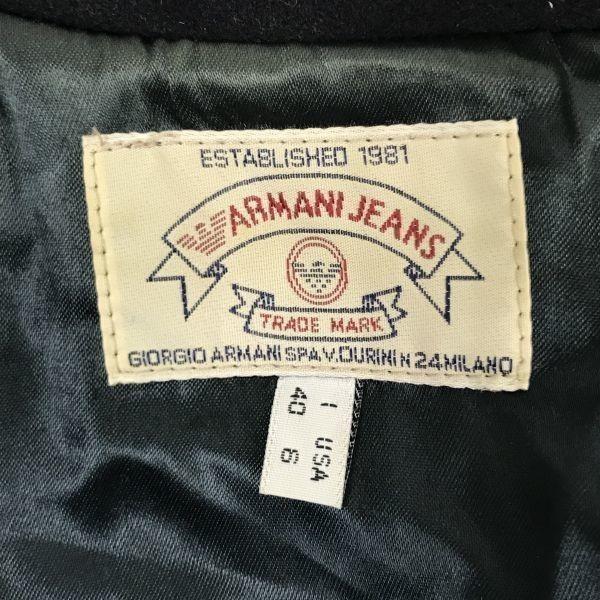 ESTABLISHED 1981
ARMANI JEANS
TRADE MARK
GIORGIO ARMANI SPA V. DURINI N 24 MILANO
I USA
40 6